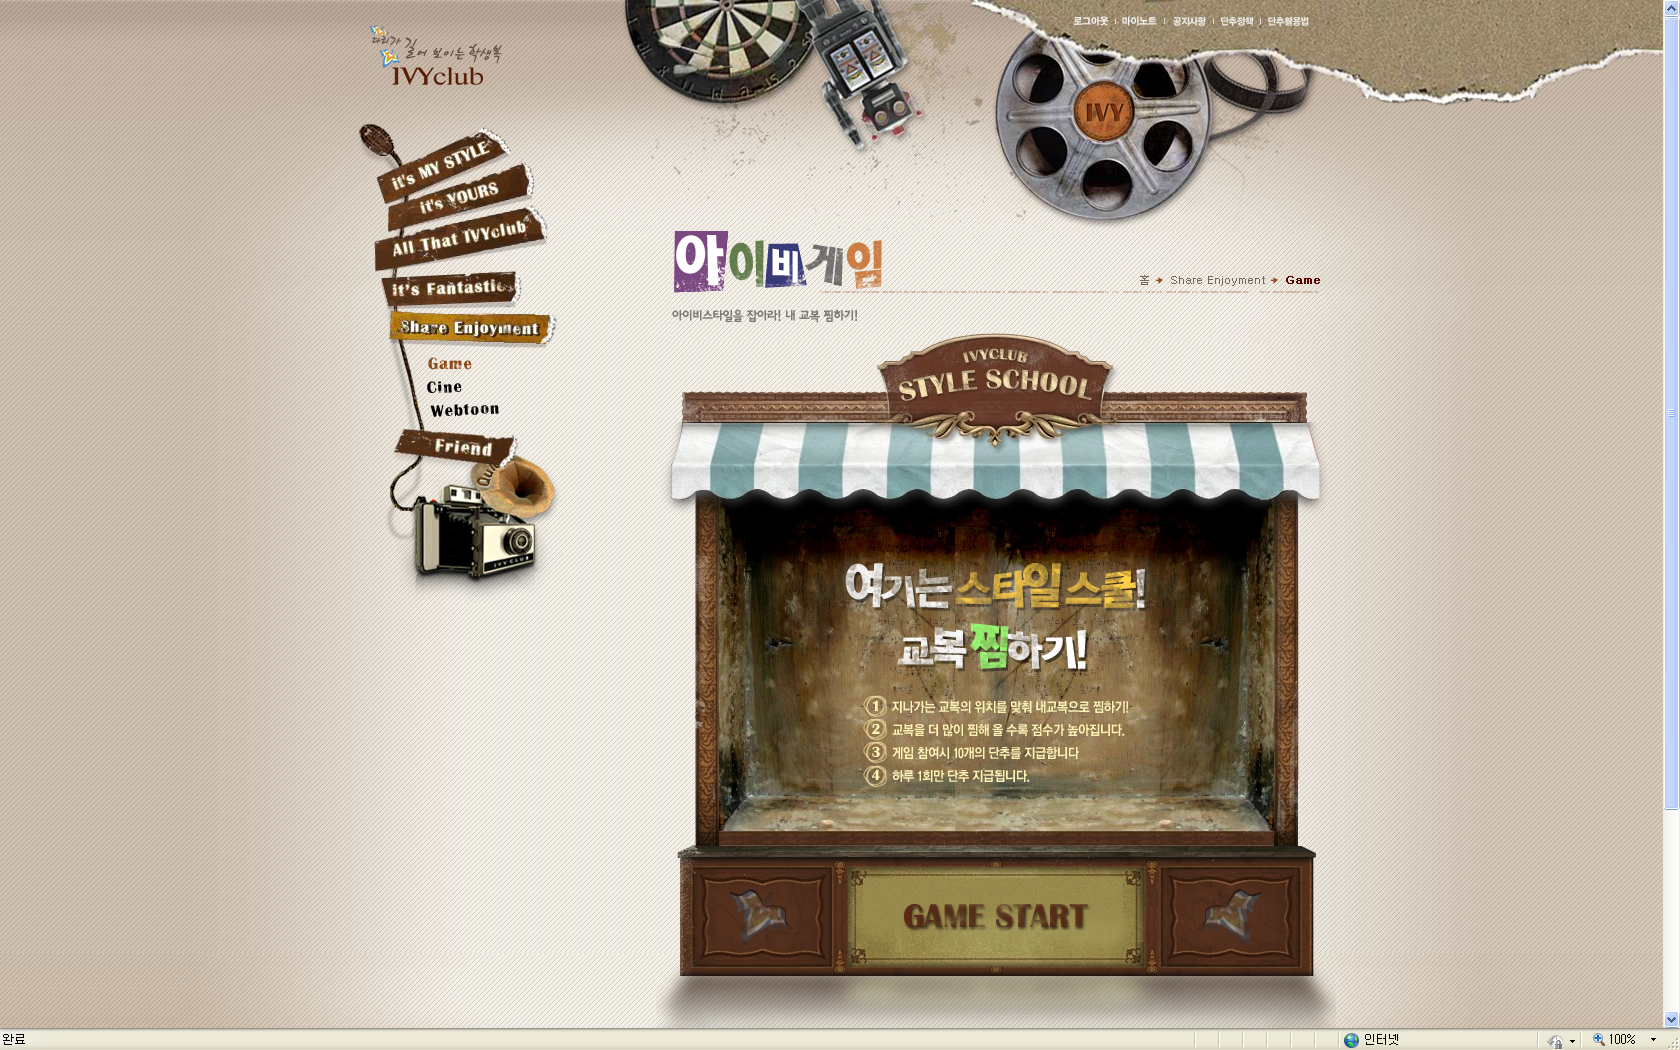 로그아웃 마이노트 공지사항 단추정책 단추활용법
다리가 길어 보이는 학생복
IVYclub
IVY
it's MY STYLE
it's YOURS
All That IVYclub
it's Fantastic
Share Enjoyment
Game
Cine
Webtoon
Friend
IVY CLUB
아이비게임
홈 Share Enjoyment Game
아이비스타일을 잡아라! 내 교복 찜하기!
IVYCLUB
STYLE SCHOOL
여기는 스타일 스쿨!
교복 찜하기!
1 지나가는 교복의 위치를 맞춰 내교복으로 찜하기!
2 교복을 더 많이 찜해 올 수록 점수가 높아집니다.
3 게임 참여시 10개의 단추를 지급합니다
4 하루 1회만 단추 지급됩니다.
GAME START
완료 인터넷 100%